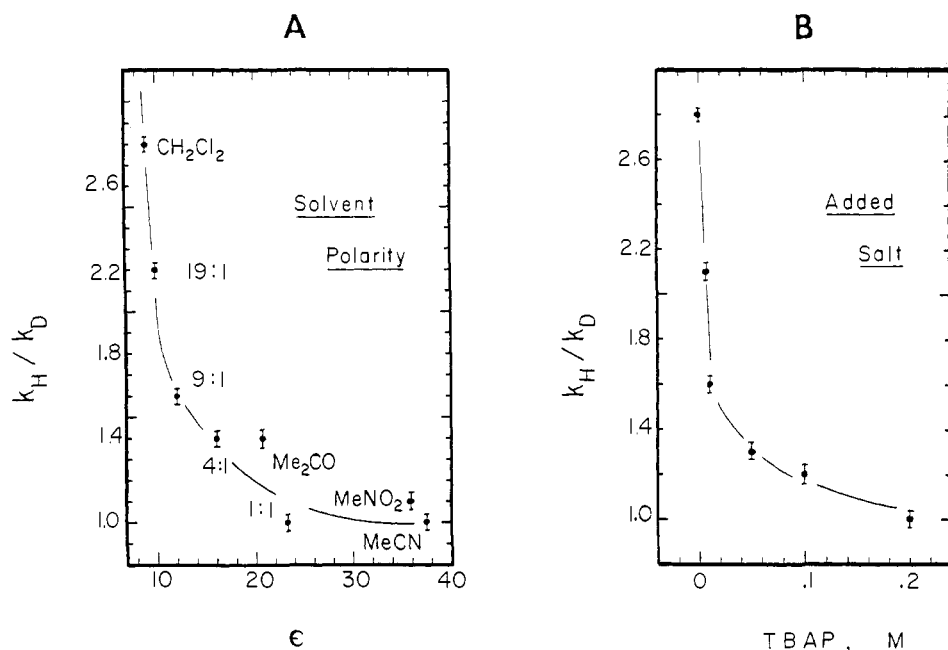 A
k_H / k_D
2.6
2.2
1.8
1.4
1.0
CH₂Cl₂
19:1
9:1
4:1
1:1
Me₂CO
MeNO₂
MeCN
Solvent
Polarity
10
20
30
40
ϵ
B
k_H / k_D
2.6
2.2
1.8
1.4
1.0
Added
Salt
0
.1
.2
TBAP, M